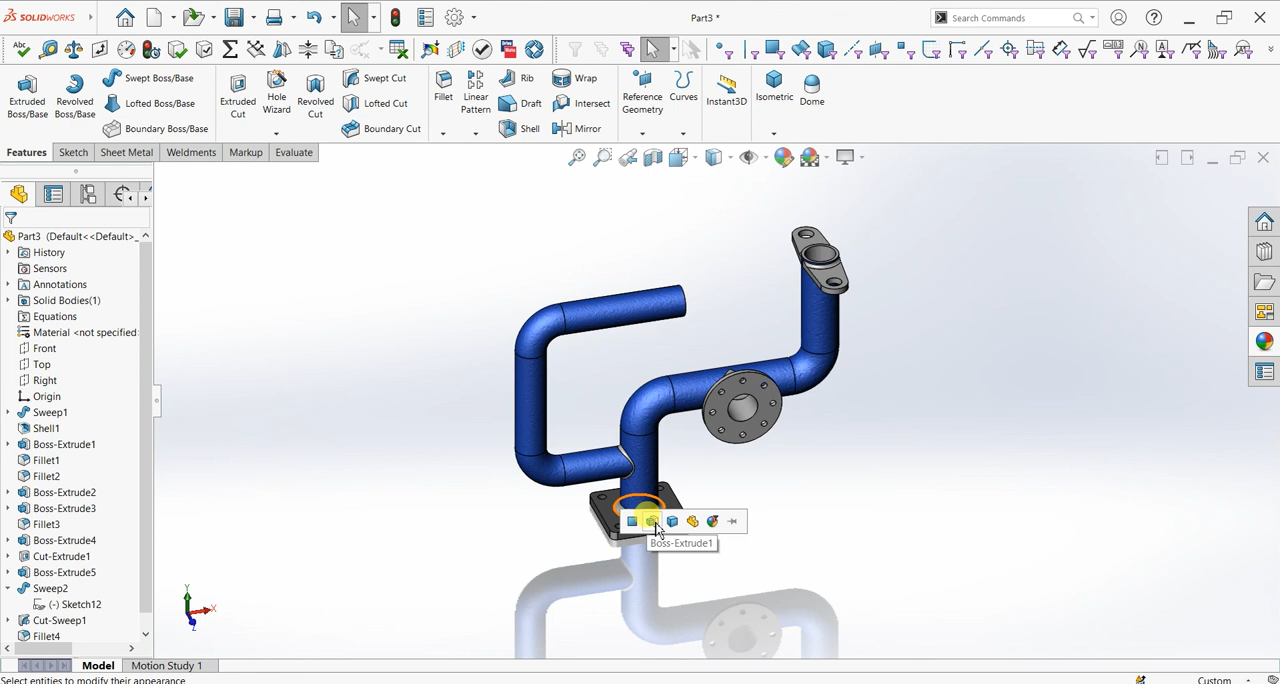 SOLIDWORKS
Part3 *
Search Commands
Extruded Boss/Base
Revolved Boss/Base
Swept Boss/Base
Lofted Boss/Base
Boundary Boss/Base
Extruded Cut
Hole Wizard
Revolved Cut
Swept Cut
Lofted Cut
Boundary Cut
Fillet
Linear Pattern
Rib
Draft
Shell
Wrap
Intersect
Mirror
Reference Geometry
Curves
Instant3D
Isometric
Dome
Features
Sketch
Sheet Metal
Weldments
Markup
Evaluate
Part3 (Default<<Default>_
History
Sensors
Annotations
Solid Bodies(1)
Equations
Material <not specified>
Front
Top
Right
Origin
Sweep1
Shell1
Boss-Extrude1
Fillet1
Fillet2
Boss-Extrude2
Boss-Extrude3
Fillet3
Boss-Extrude4
Cut-Extrude1
Boss-Extrude5
Sweep2
(-) Sketch12
Cut-Sweep1
Fillet4
Boss-Extrude1
Y
X
Z
Model
Motion Study 1
Select entities to modify their appearance
Custom